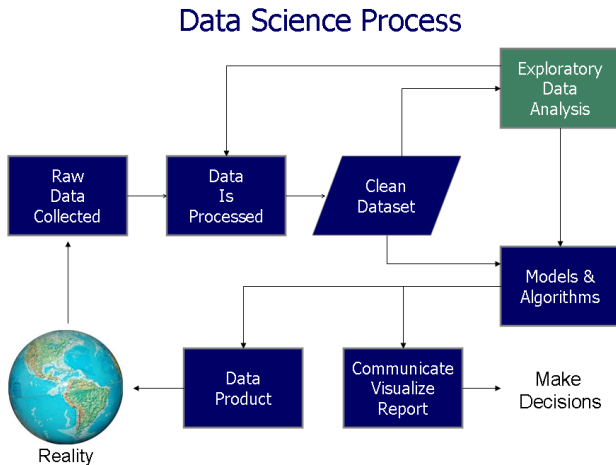 Data Science Process
Exploratory
Data
Analysis
Raw
Data
Collected
Data
Is
Processed
Clean
Dataset
Models &
Algorithms
Data
Product
Communicate
Visualize
Report
Make
Decisions
Reality